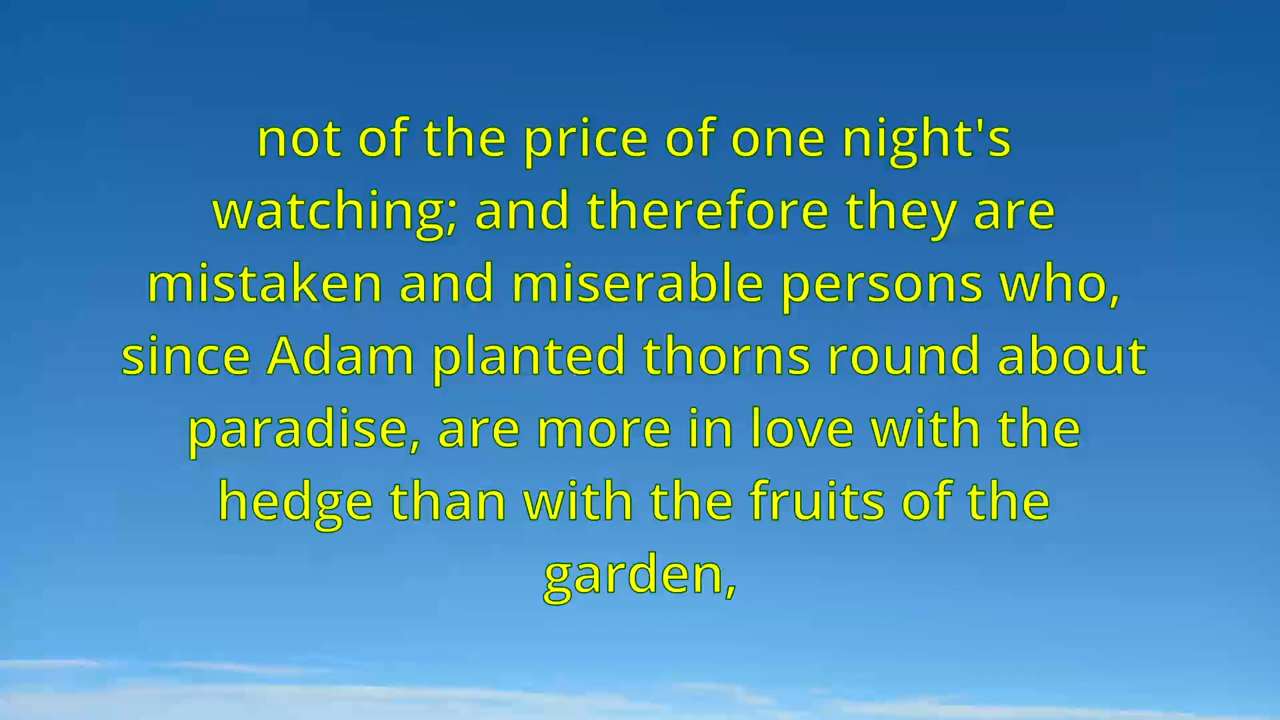 not of the price of one night's
watching; and therefore they are
mistaken and miserable persons who,
since Adam planted thorns round about
paradise, are more in love with the
hedge than with the fruits of the
garden,